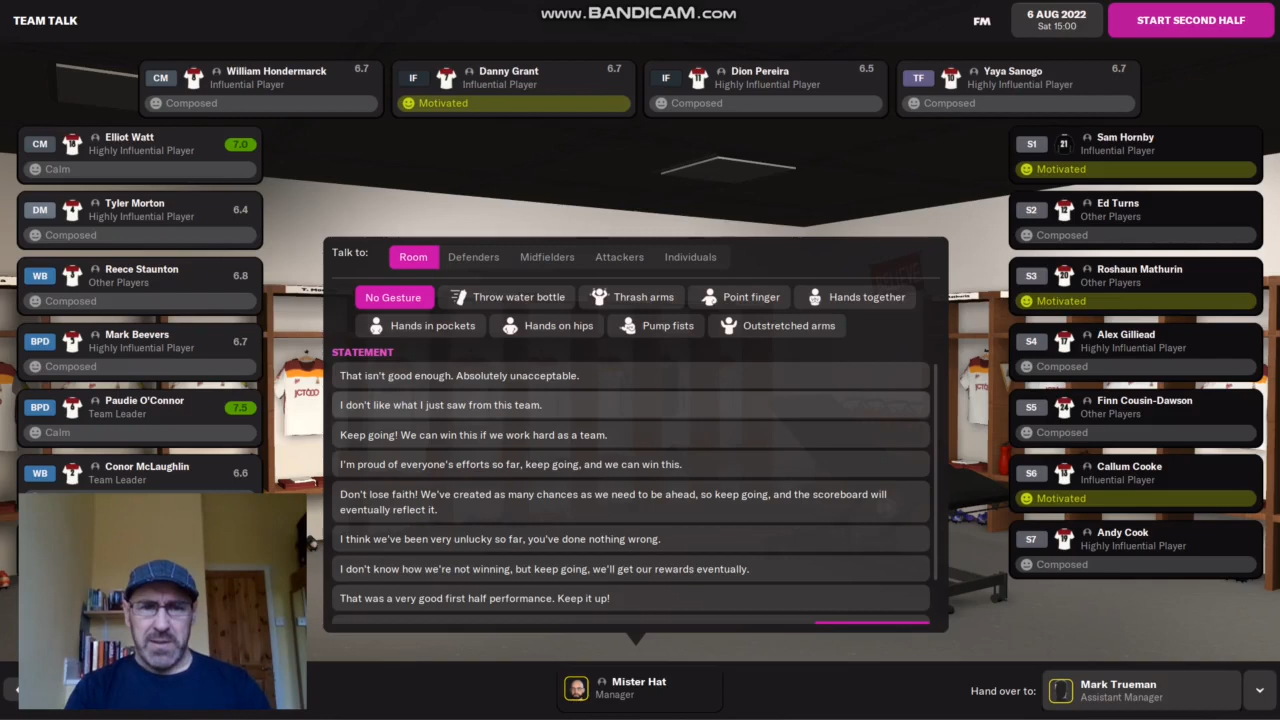 TEAM TALK
www.BANDICAM.com
FM
6 AUG 2022
Sat 15:00
START SECOND HALF
CM
William Hondermarck
6.7
Influential Player
Composed
IF
Danny Grant
6.7
Influential Player
Motivated
IF
Dion Pereira
6.5
Highly Influential Player
Composed
TF
Yaya Sanogo
6.7
Highly Influential Player
Composed
CM
Elliot Watt
Highly Influential Player
7.0
Calm
DM
Tyler Morton
Highly Influential Player
6.4
Composed
WB
Reece Staunton
Other Players
6.8
Composed
BPD
Mark Beevers
Highly Influential Player
6.7
Composed
BPD
Paudie O'Connor
Team Leader
7.5
Calm
WB
Conor McLaughlin
Team Leader
6.6
Talk to:
Room
Defenders
Midfielders
Attackers
Individuals
No Gesture
Throw water bottle
Thrash arms
Point finger
Hands together
Hands in pockets
Hands on hips
Pump fists
Outstretched arms
STATEMENT
That isn't good enough. Absolutely unacceptable.
I don't like what I just saw from this team.
Keep going! We can win this if we work hard as a team.
I'm proud of everyone's efforts so far, keep going, and we can win this.
Don't lose faith! We've created as many chances as we need to be ahead, so keep going, and the scoreboard will
eventually reflect it.
I think we've been very unlucky so far, you've done nothing wrong.
I don't know how we're not winning, but keep going, we'll get our rewards eventually.
That was a very good first half performance. Keep it up!
S1
21
Sam Hornby
Influential Player
Motivated
S2
Ed Turns
Other Players
Composed
S3
Roshaun Mathurin
Other Players
Motivated
S4
Alex Gilliead
Highly Influential Player
Composed
S5
Finn Cousin-Dawson
Other Players
Composed
S6
Callum Cooke
Influential Player
Motivated
S7
Andy Cook
Highly Influential Player
Composed
JCT600
Mister Hat
Manager
Hand over to:
Mark Trueman
Assistant Manager